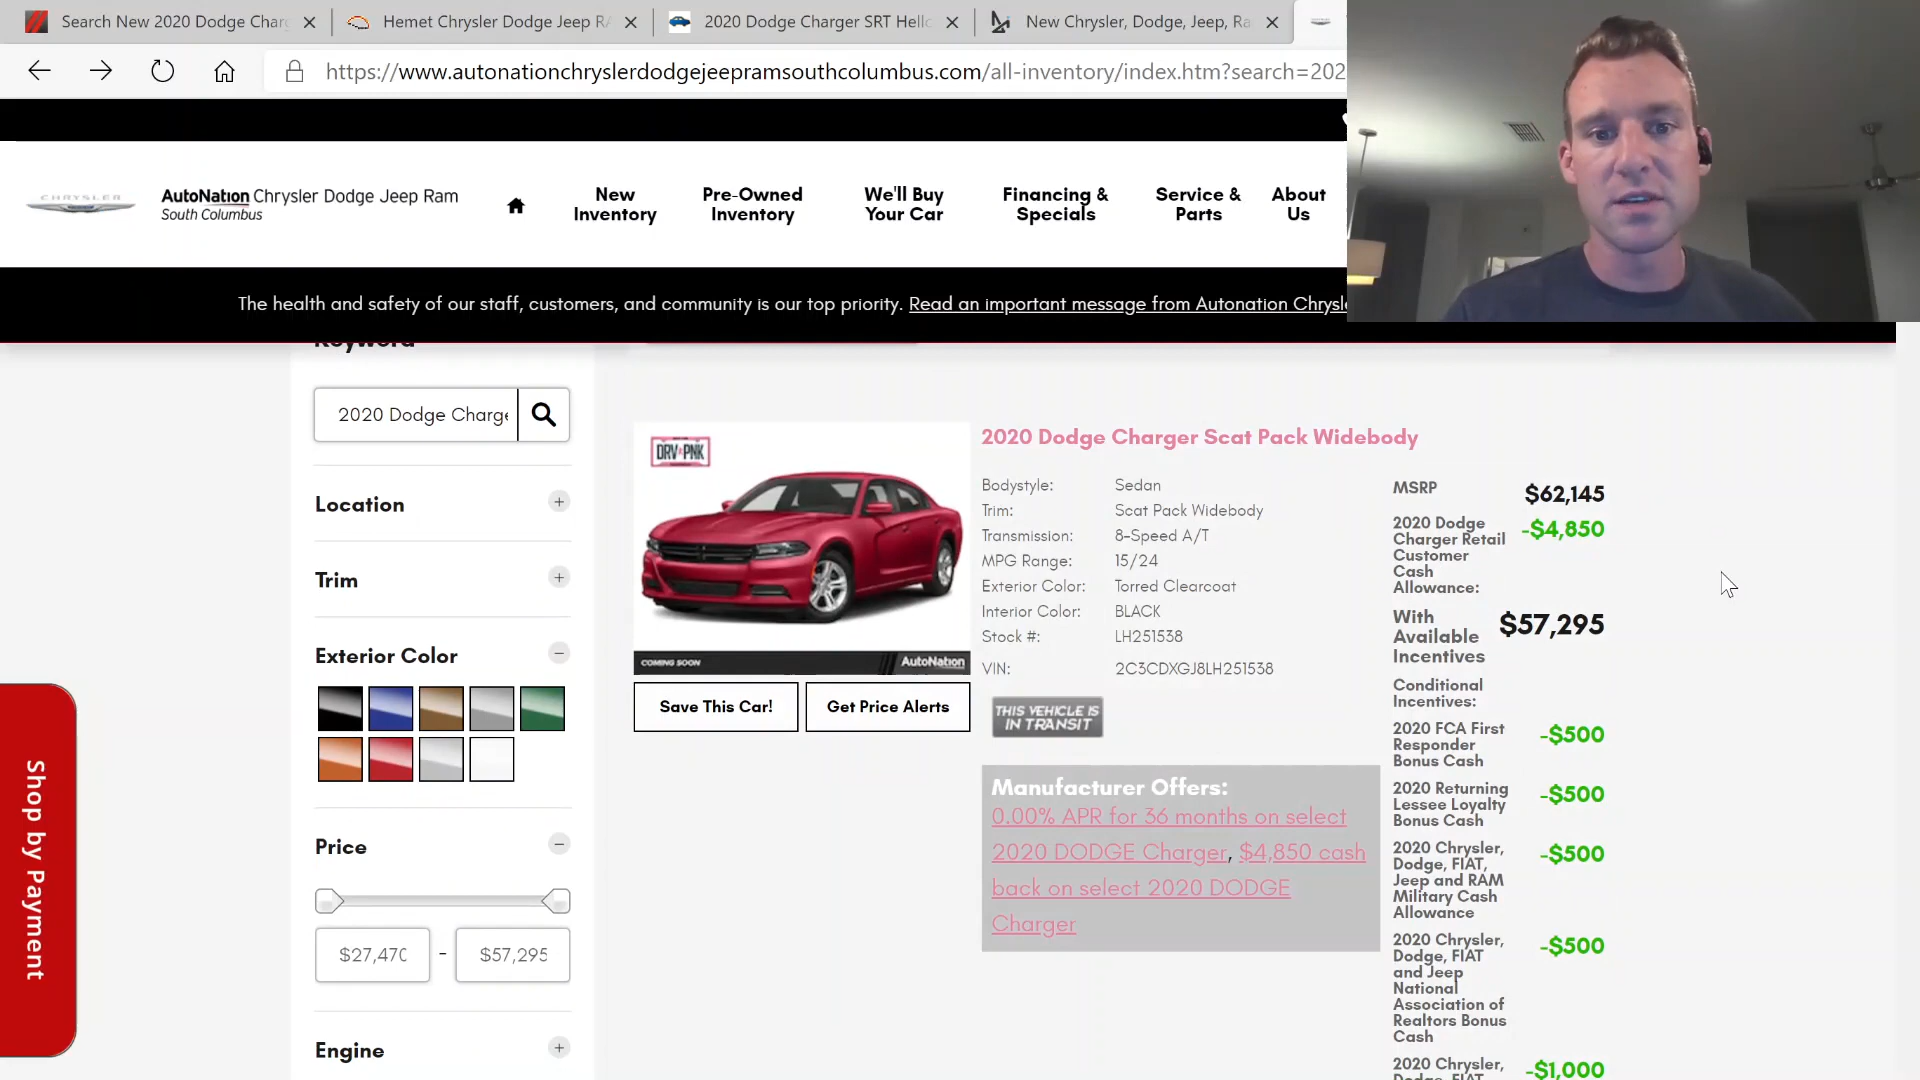 Search New 2020 Dodge Charg
Hemet Chrysler Dodge Jeep RA
2020 Dodge Charger SRT Hellc
New Chrysler, Dodge, Jeep, Ra
https://www.autonationchryslerdodgejeepramsouthcolumbus.com/all-inventory/index.htm?search=202
CHRYSLER
AutoNation Chrysler Dodge Jeep Ram
South Columbus
New Inventory
Pre-Owned Inventory
We'll Buy Your Car
Financing & Specials
Service & Parts
About Us
The health and safety of our staff, customers, and community is our top priority. Read an important message from Autonation Chrysl
Keyword
2020 Dodge Charge
Location
Trim
Exterior Color
Price
$27,470
-
$57,295
Engine
Shop by Payment
DRV PNK
COMING SOON
AutoNation
Save This Car!
Get Price Alerts
2020 Dodge Charger Scat Pack Widebody
Bodystyle: Sedan
Trim: Scat Pack Widebody
Transmission: 8-Speed A/T
MPG Range: 15/24
Exterior Color: Torred Clearcoat
Interior Color: BLACK
Stock #: LH251538
VIN: 2C3CDXGJ8LH251538
THIS VEHICLE IS
IN TRANSIT
Manufacturer Offers:
0.00% APR for 36 months on select
2020 DODGE Charger, $4,850 cash
back on select 2020 DODGE
Charger
MSRP $62,145
2020 Dodge
Charger Retail
Customer
Cash
Allowance:
-$4,850
With
Available
Incentives
$57,295
Conditional
Incentives:
2020 FCA First
Responder
Bonus Cash
-$500
2020 Returning
Lessee Loyalty
Bonus Cash
-$500
2020 Chrysler,
Dodge, FIAT,
Jeep and RAM
Military Cash
Allowance
-$500
2020 Chrysler,
Dodge, FIAT
and Jeep
National
Association of
Realtors Bonus
Cash
-$500
2020 Chrysler,
Dodge, FIAT
-$1,000